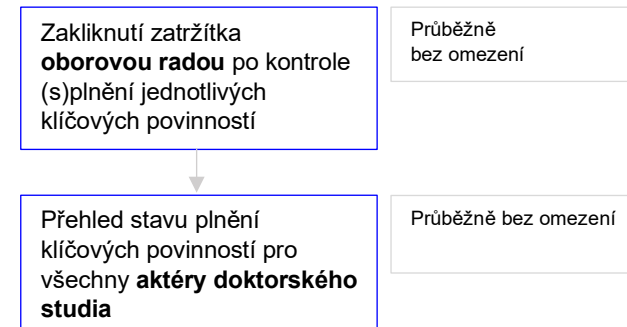 Zakliknutí zatržítka
oborovou radou po kontrole
(s)plnění jednotlivých
klíčových povinností
Průběžně
bez omezení
Přehled stavu plnění
klíčových povinností pro
všechny aktéry doktorského
studia
Průběžně bez omezení